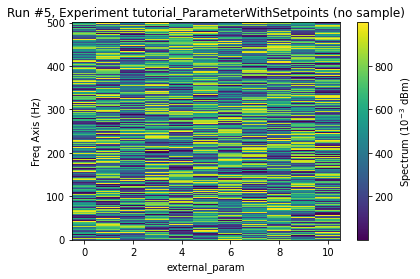 Run #5, Experiment tutorial_ParameterWithSetpoints (no sample)
500
400
300
200
100
0
Freq Axis (Hz)
0 2 4 6 8 10
external_param
800
600
400
200
Spectrum (10⁻³ dBm)